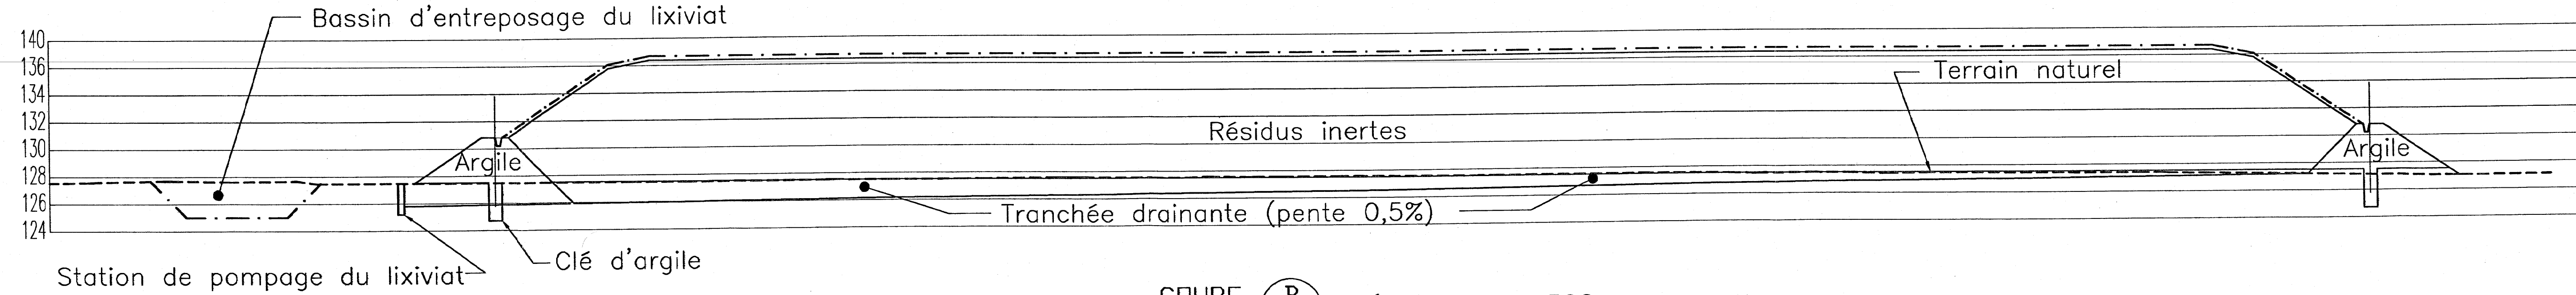 Bassin d'entreposage du lixiviat
140
136
134
132
130
128
126
124
Terrain naturel
Résidus inertes
Argile
Argile
Tranchée drainante (pente 0,5%)
Clé d'argile
Station de pompage du lixiviat
COUPE B